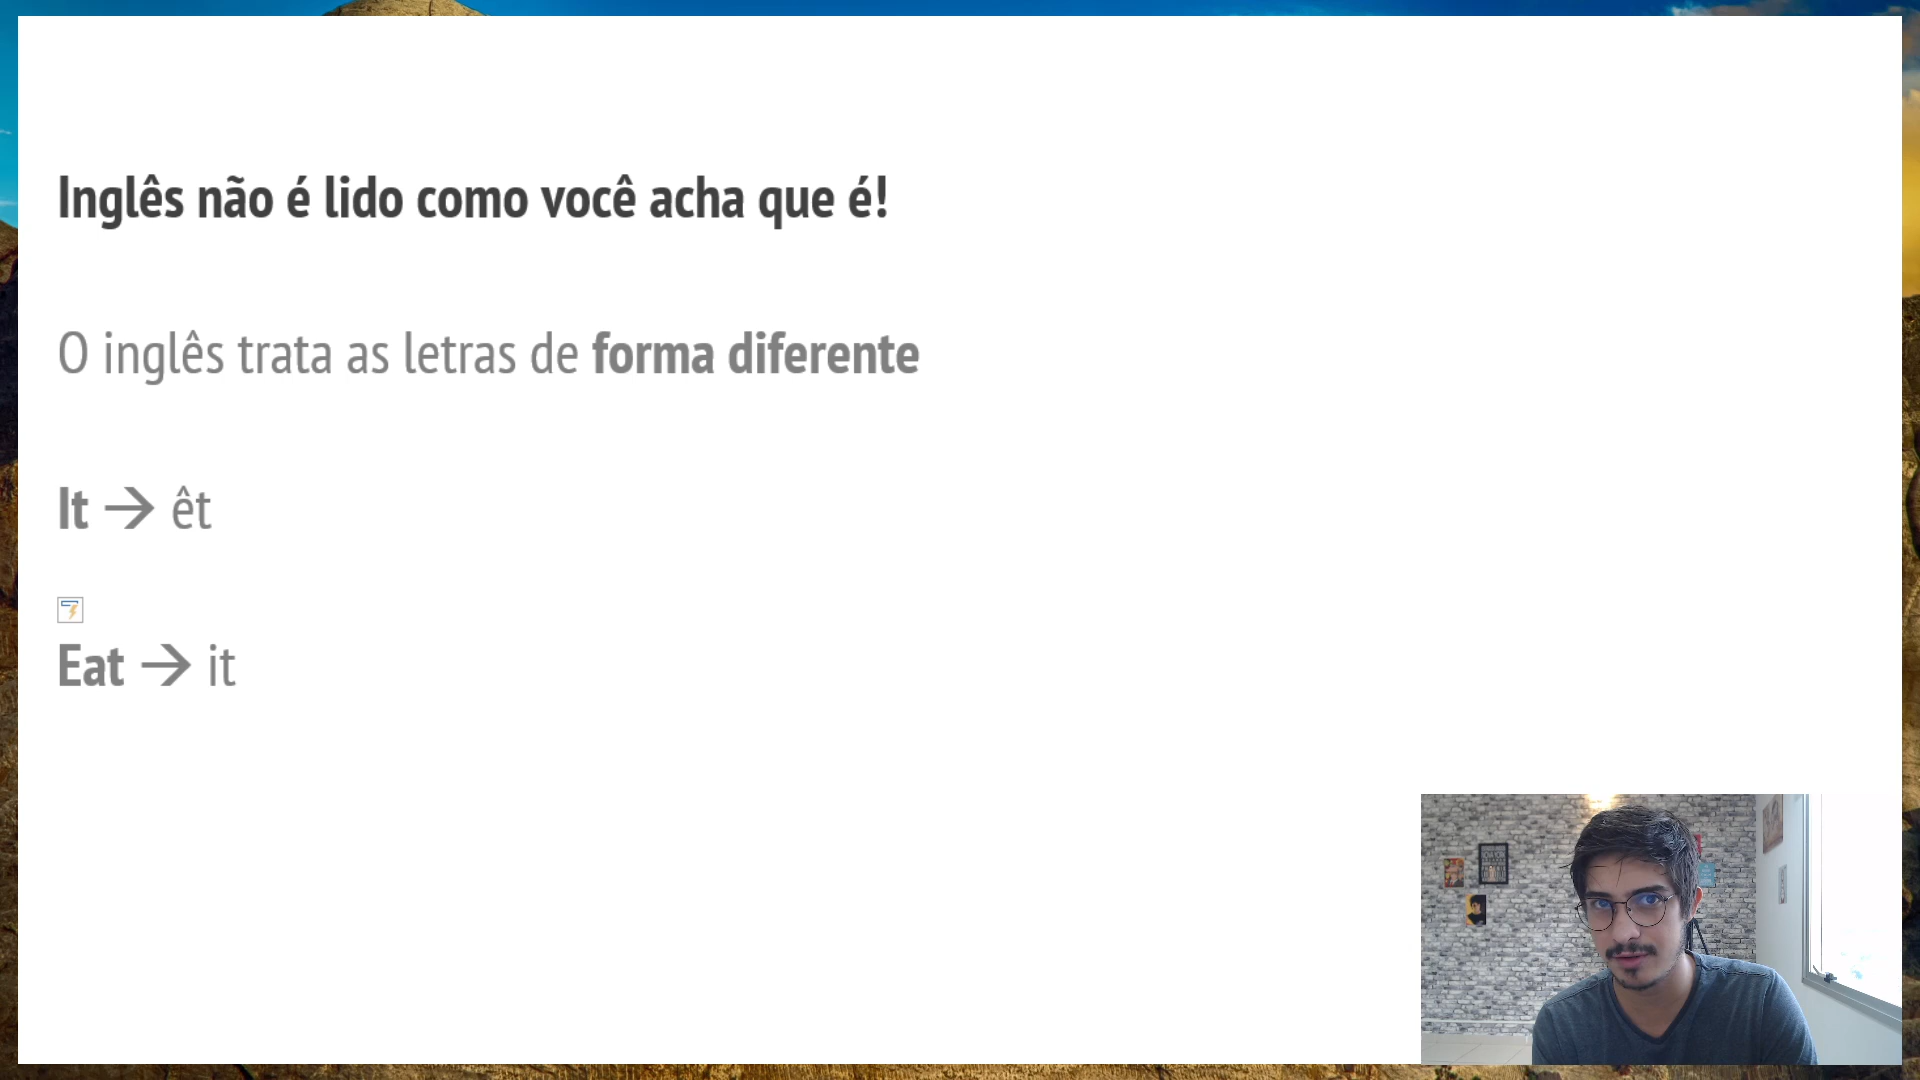 Inglês não é lido como você acha que é!
O inglês trata as letras de forma diferente
It → êt
Eat → it